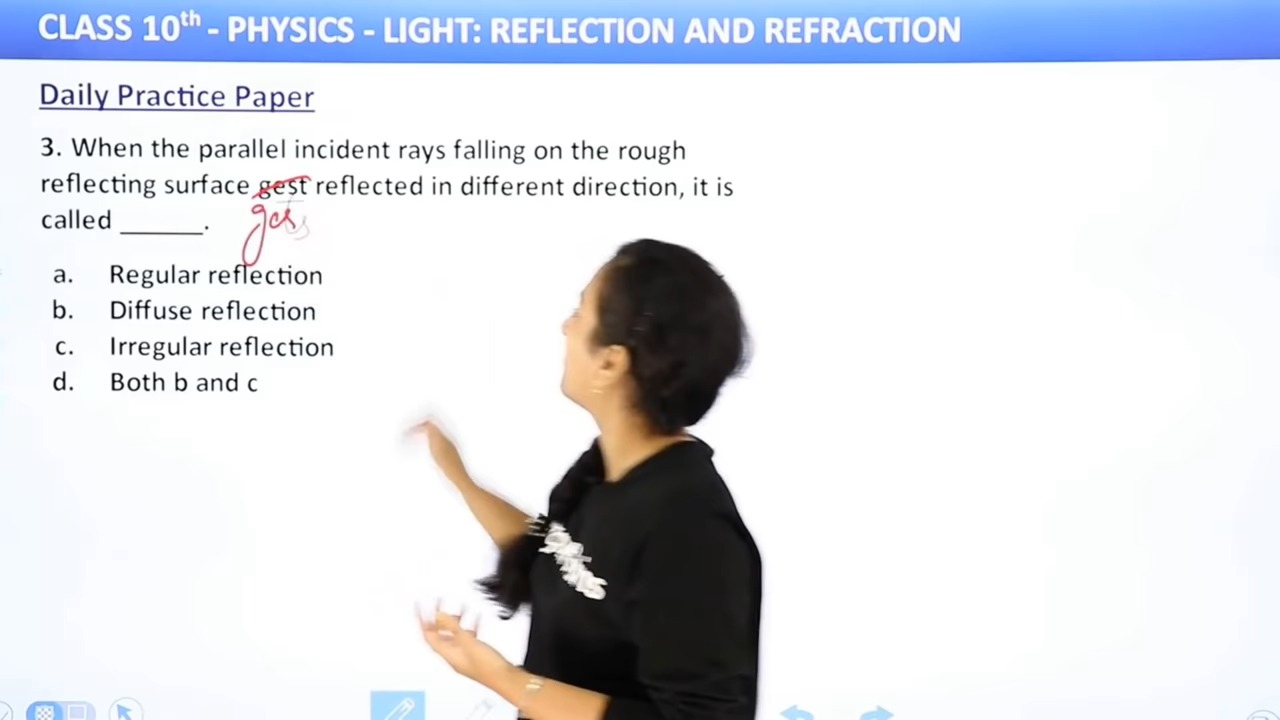 CLASS 10th - PHYSICS - LIGHT: REFLECTION AND REFRACTION
Daily Practice Paper
3. When the parallel incident rays falling on the rough
reflecting surface gest reflected in different direction, it is
called ______.
a. Regular reflection
b. Diffuse reflection
c. Irregular reflection
d. Both b and c